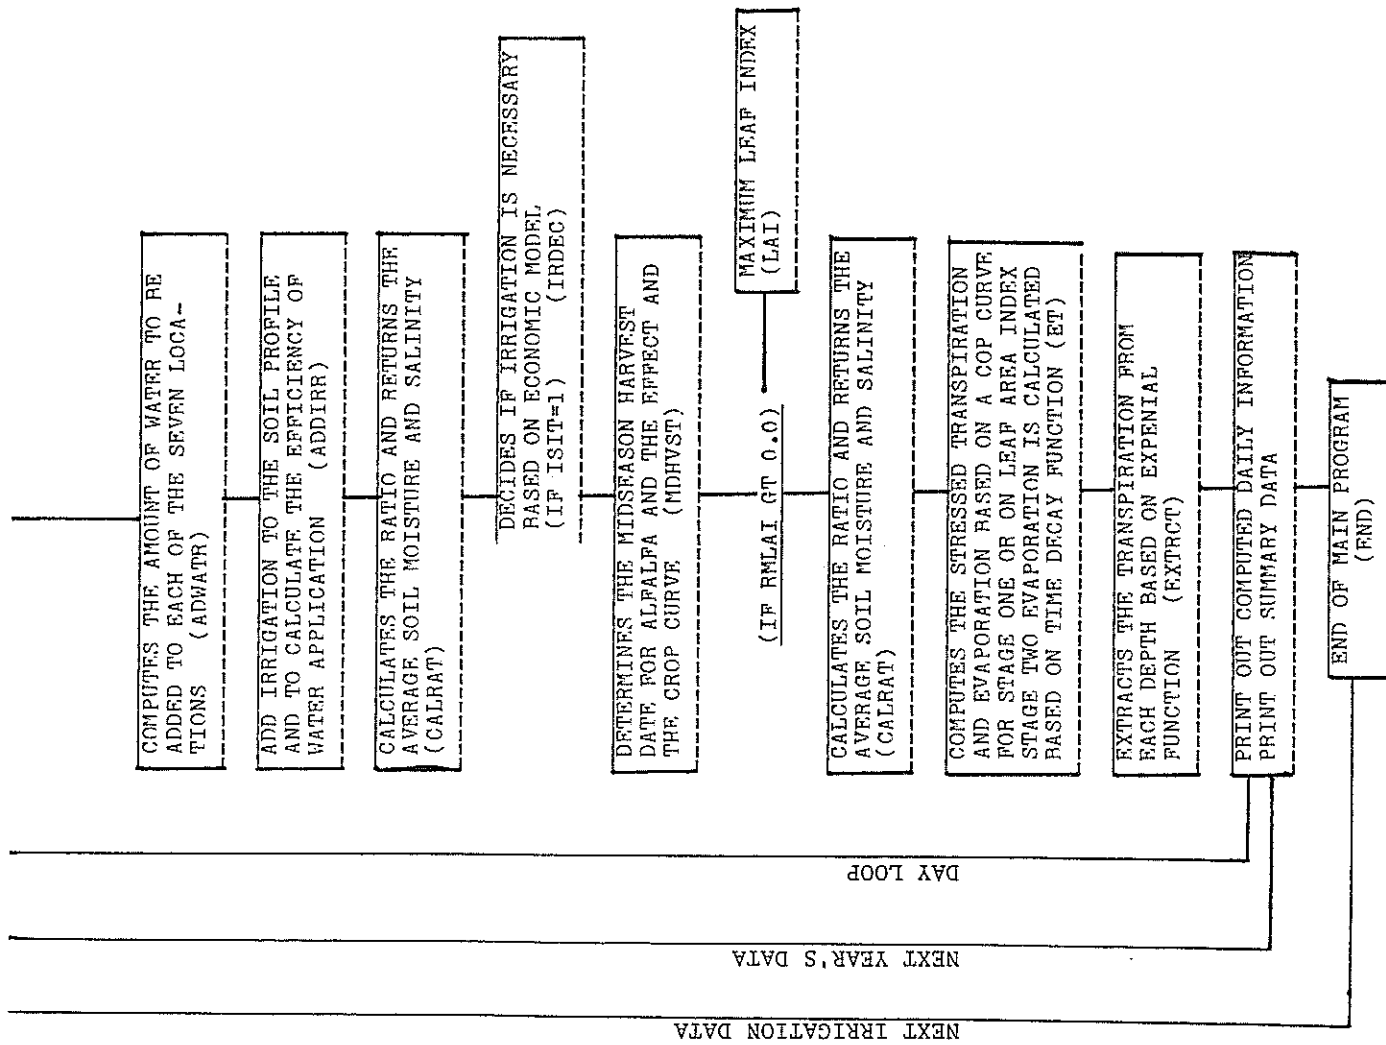 COMPUTES THE AMOUNT OF WATER TO RE
ADDED TO EACH OF THE SEVEN LOCA-
TIONS (ADWATR)
ADD IRRIGATION TO THE SOIL PROFILE
AND TO CALCULATE THE EFFICIENCY OF
WATER APPLICATION (ADDIRR)
CALCULATES THE RATIO AND RETURNS THE
AVERAGE SOIL MOISTURE AND SALINITY
(CALRAT)
DECIDES IF IRRIGATION IS NECESSARY
RASED ON ECONOMIC MODEL
(IF ISIT=1) (IRDEC)
DETERMINES THE MIDSEASON HARVEST
DATE FOR ALFALFA AND THE EFFECT AND
THE CROP CURVE (MDHVST)
(IF RMLAI GT 0.0)
MAXIMUM LEAF INDEX
(LAI)
CALCULATES THE RATIO AND RETURNS THE
AVERAGE SOIL MOISTURE AND SALINITY
(CALRAT)
COMPUTES THE STRESSED TRANSPIRATION
AND EVAPORATION RASED ON A COP CURVE
FOR STAGE ONE OR ON LEAF AREA INDEX
STAGE TWO EVAPORATION IS CALCULATED
RASED ON TIME DECAY FUNCTION (ET)
EXTRACTS THE TRANSPIRATION FROM
EACH DEPTH BASED ON EXPENIAL
FUNCTION (EXTRCT)
PRINT OUT COMPUTED DAILY INFORMATION
PRINT OUT SUMMARY DATA
END OF MAIN PROGRAM
(END)
DAY LOOP
NEXT YEAR'S DATA
NEXT IRRIGATION DATA